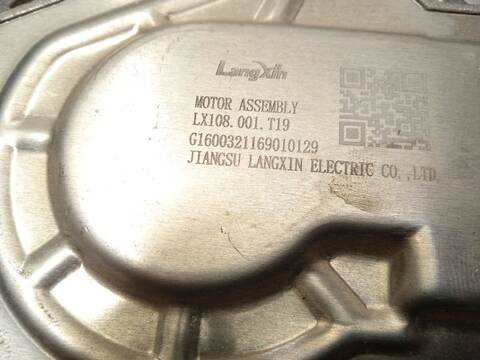 LangXin
MOTOR ASSEMBLY
LX108.001.T19
G1600321169010129
JIANGSU LANGXIN ELECTRIC CO.,LTD.